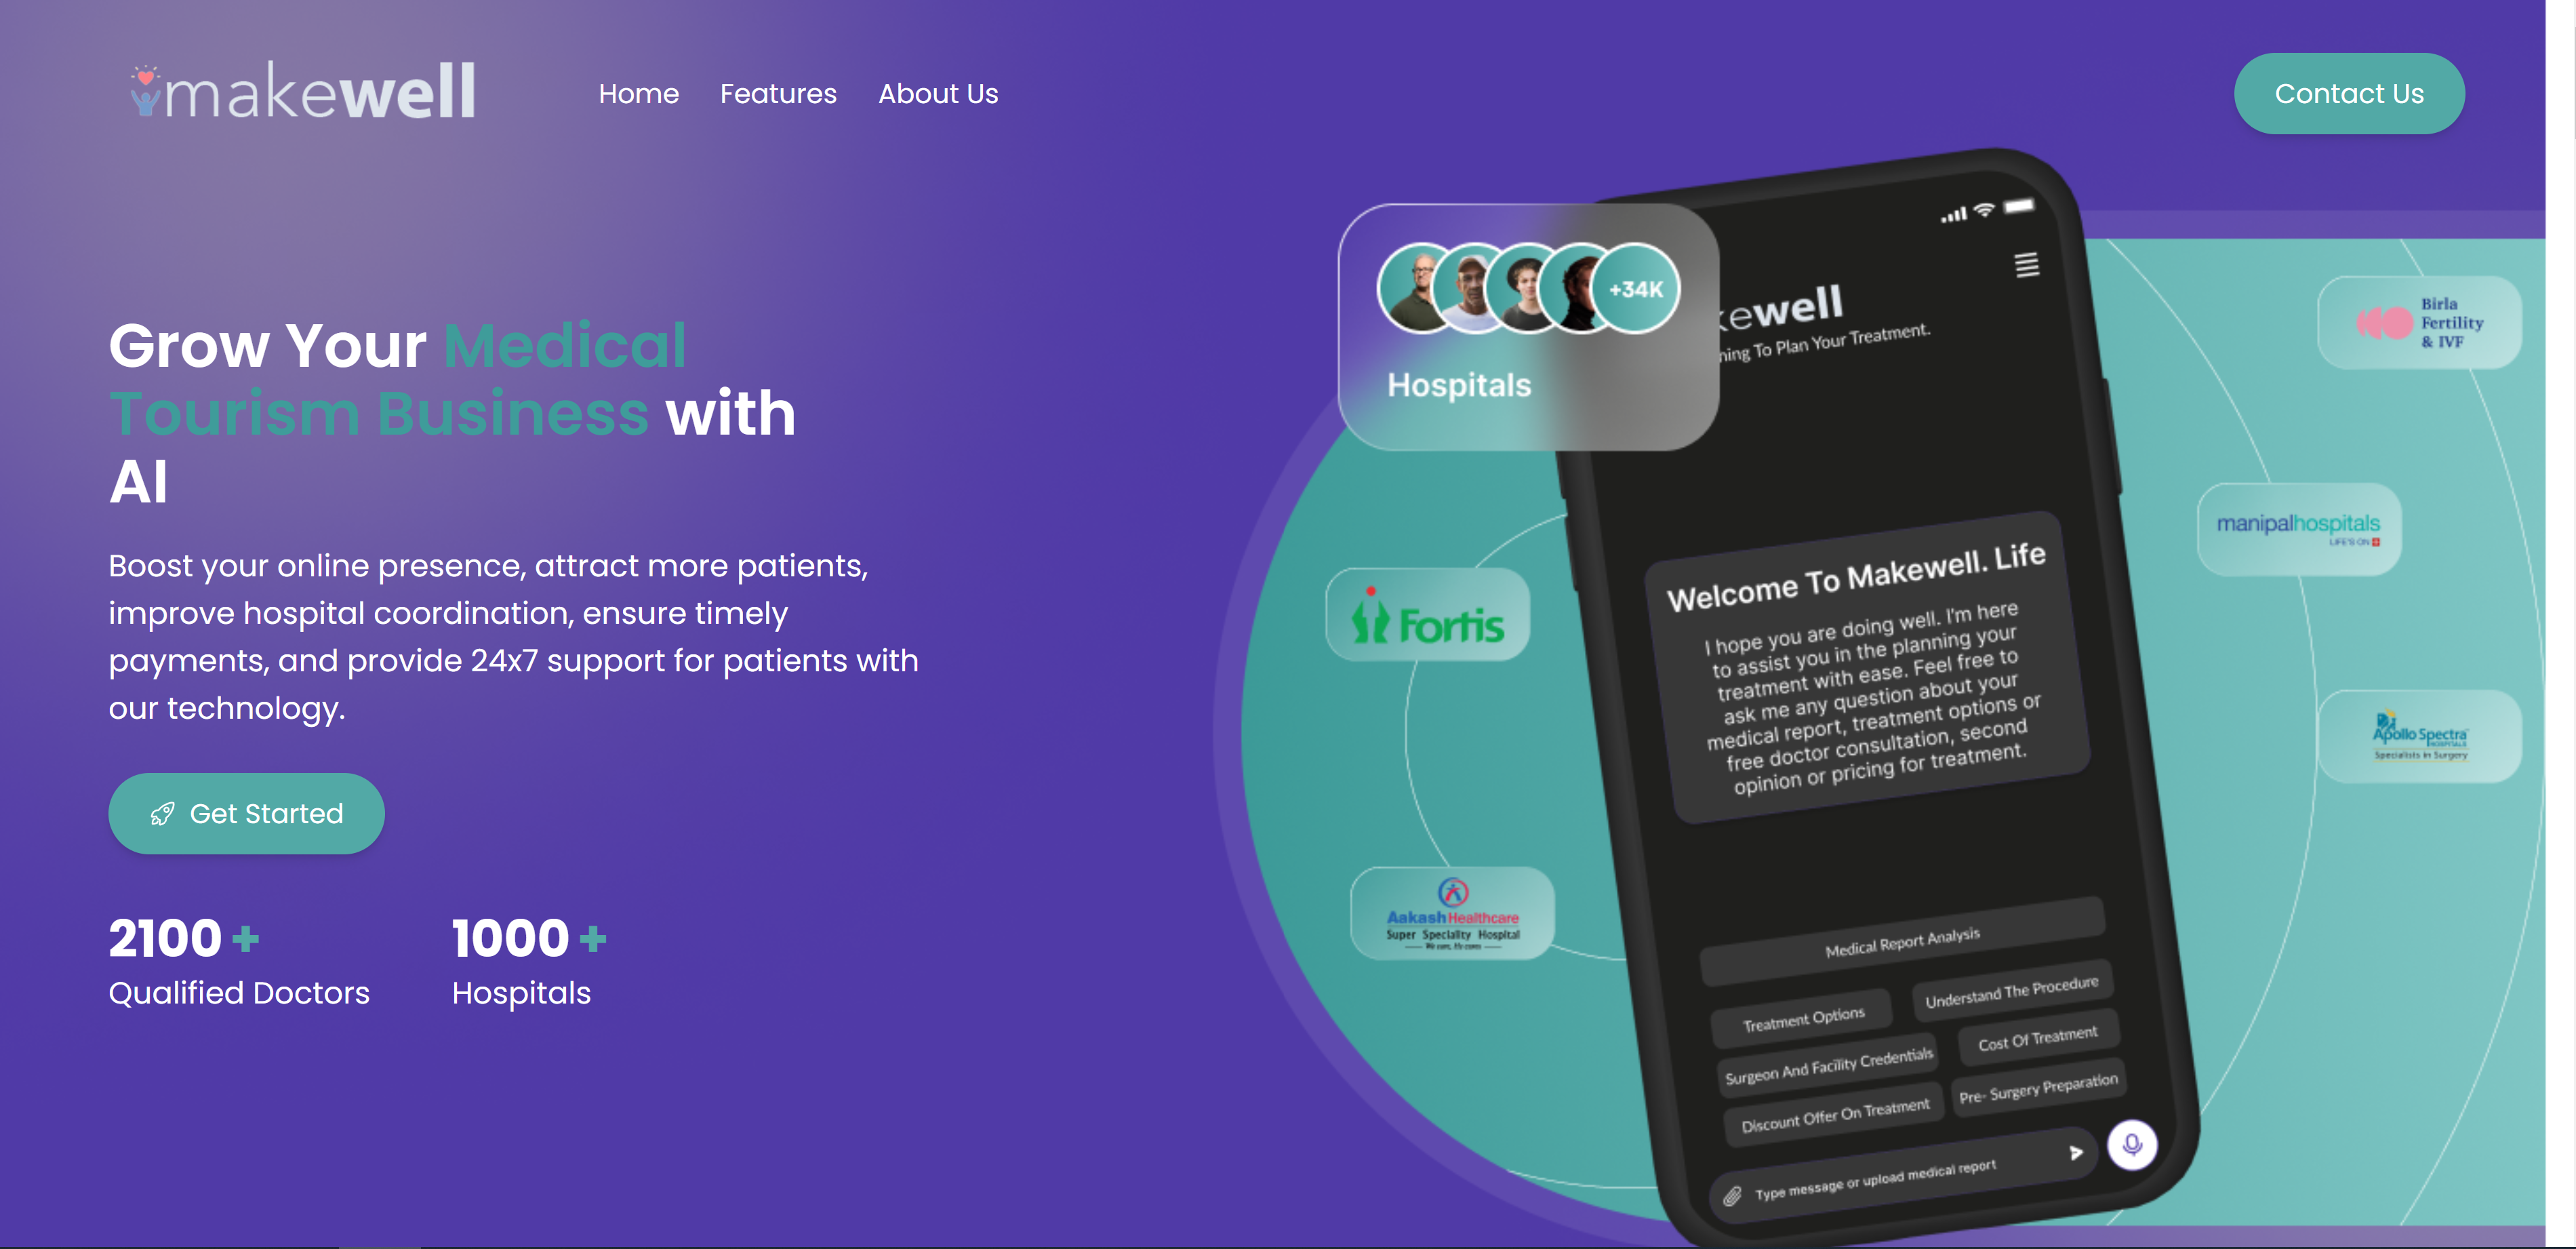 makewell
Home
Features
About Us
Contact Us
Grow Your Medical
Tourism Business with
AI
Boost your online presence, attract more patients,
improve hospital coordination, ensure timely
payments, and provide 24x7 support for patients with
our technology.
Get Started
2100 +
Qualified Doctors
1000 +
Hospitals
+34K
Hospitals
kewell
ning To Plan Your Treatment.
Welcome To Makewell. Life
I hope you are doing well. I'm here
to assist you in the planning your
treatment with ease. Feel free to
ask me any question about your
medical report, treatment options or
free doctor consultation, second
opinion or pricing for treatment.
Medical Report Analysis
Treatment Options
Understand The Procedure
Surgeon And Facility Credentials
Cost Of Treatment
Discount Offer On Treatment
Pre- Surgery Preparation
Type message or upload medical report
Fortis
Aakash Healthcare
Super Speciality Hospital
We care, He cures
Birla
Fertility
& IVF
manipalhospitals
LIFE'S ON
Apollo Spectra
HOSPITALS
Specialists in Surgery